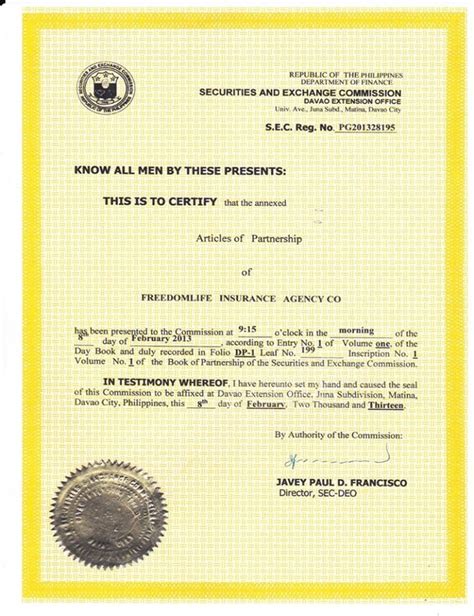 REPUBLIC OF THE PHILIPPINES
DEPARTMENT OF FINANCE
SECURITIES AND EXCHANGE COMMISSION
DAVAO EXTENSION OFFICE
Univ. Ave., Juna Subd., Matina, Davao City
S.E.C. Reg. No. PG201328195
KNOW ALL MEN BY THESE PRESENTS:
THIS IS TO CERTIFY that the annexed
Articles of Partnership
of
FREEDOMLIFE INSURANCE AGENCY CO
has been presented to the Commission at 9:15 o'clock in the morning of the
8th day of February 2013, according to Entry No. 1 of Volume one, of the
Day Book and duly recorded in Folio DP-1 Leaf No. 199 Inscription No. 1
Volume No. 1 of the Book of Partnership of the Securities and Exchange Commission.
IN TESTIMONY WHEREOF, I have hereunto set my hand and caused the seal
of this Commission to be affixed at Davao Extension Office, Juna Subdivision, Matina,
Davao City, Philippines, this 8th day of February, Two Thousand and Thirteen.
By Authority of the Commission:
JAVEY PAUL D. FRANCISCO
Director, SEC-DEO